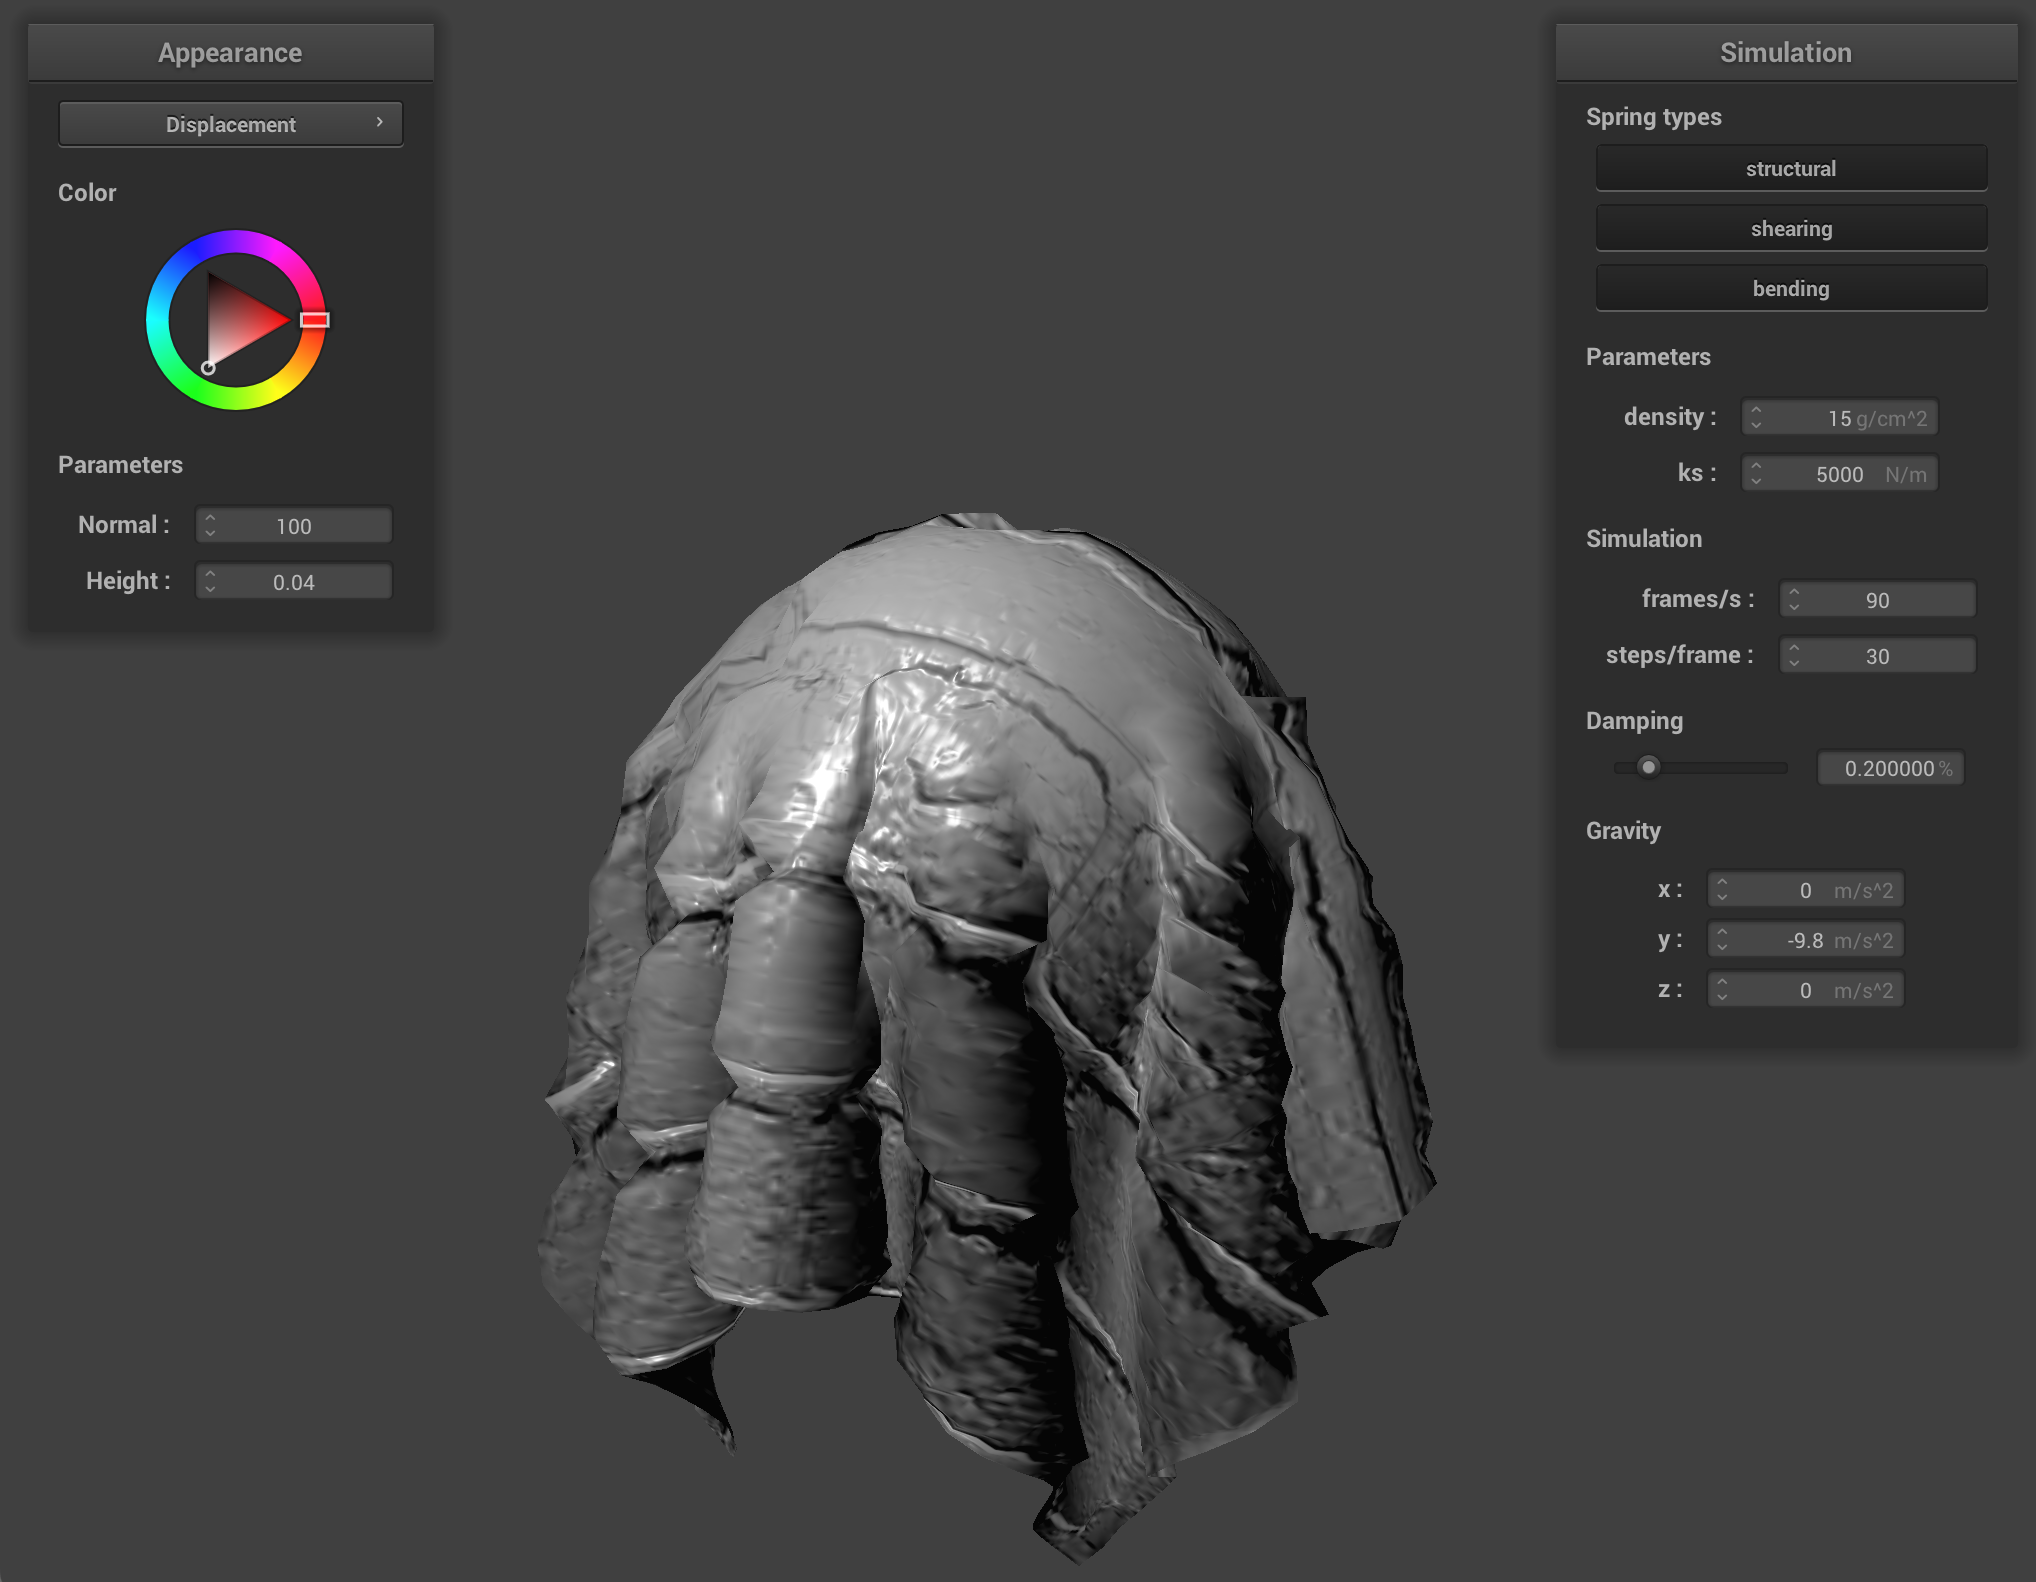 Appearance
Displacement
Color
Parameters
Normal : 100
Height : 0.04
Simulation
Spring types
structural
shearing
bending
Parameters
density : 15 g/cm^2
ks : 5000 N/m
Simulation
frames/s : 90
steps/frame : 30
Damping
0.200000 %
Gravity
x : 0 m/s^2
y : -9.8 m/s^2
z : 0 m/s^2